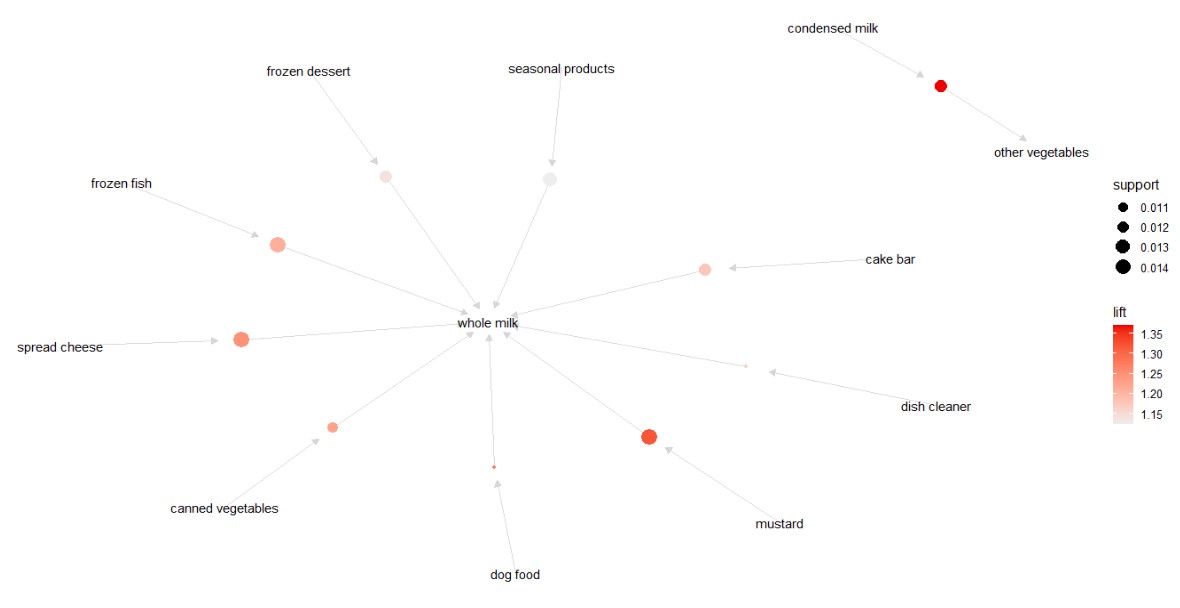 condensed milk
frozen dessert
seasonal products
other vegetables
frozen fish
support
0.011
0.012
0.013
0.014
cake bar
lift
1.35
1.30
1.25
1.20
1.15
whole milk
spread cheese
dish cleaner
canned vegetables
mustard
dog food